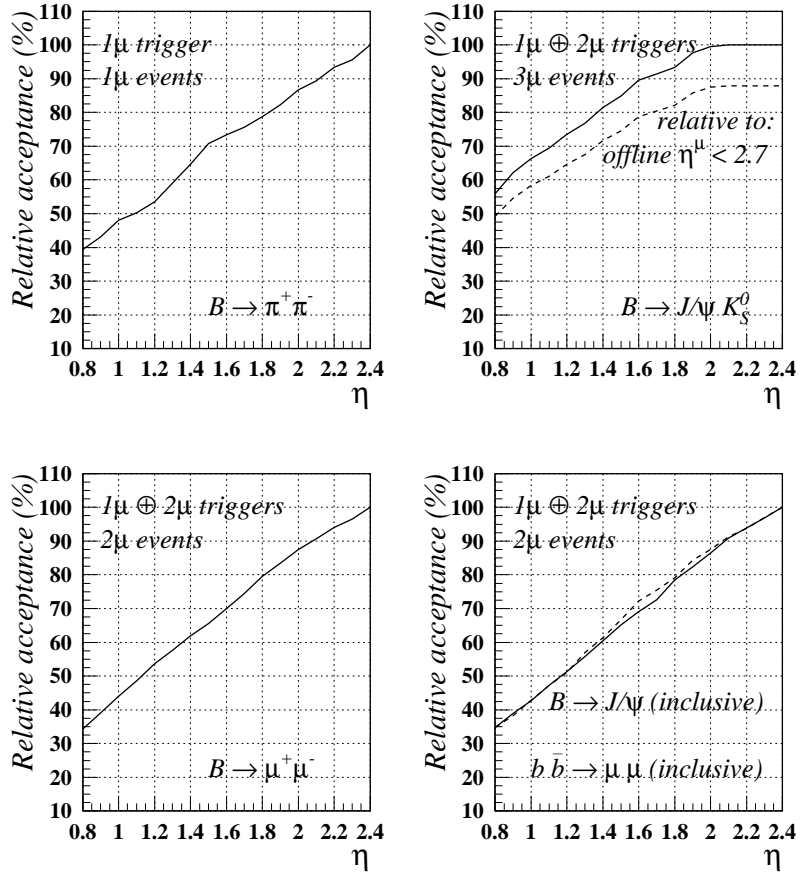 Relative acceptance (%)
110
100
90
80
70
60
50
40
30
20
10
1μ trigger
1μ events
B → π⁺π⁻
0.8 1 1.2 1.4 1.6 1.8 2 2.2 2.4
η
Relative acceptance (%)
110
100
90
80
70
60
50
40
30
20
10
1μ ⊕ 2μ triggers
3μ events
relative to:
offline η^μ < 2.7
B → J/ψ K_S^0
0.8 1 1.2 1.4 1.6 1.8 2 2.2 2.4
η
Relative acceptance (%)
110
100
90
80
70
60
50
40
30
20
10
1μ ⊕ 2μ triggers
2μ events
B → μ⁺μ⁻
0.8 1 1.2 1.4 1.6 1.8 2 2.2 2.4
η
Relative acceptance (%)
110
100
90
80
70
60
50
40
30
20
10
1μ ⊕ 2μ triggers
2μ events
B → J/ψ (inclusive)
b b̄ → μ μ (inclusive)
0.8 1 1.2 1.4 1.6 1.8 2 2.2 2.4
η